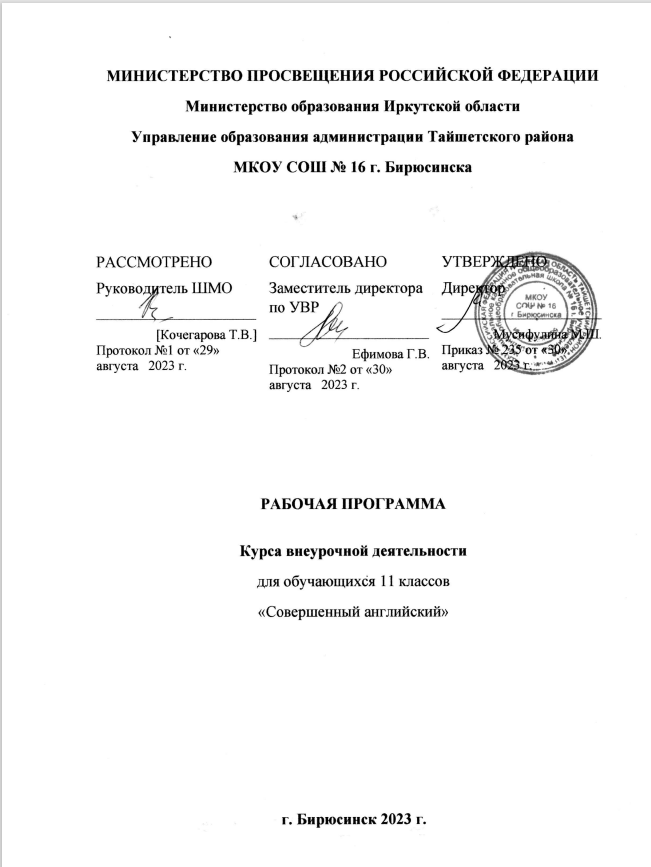 МИНИСТЕРСТВО ПРОСВЕЩЕНИЯ РОССИЙСКОЙ ФЕДЕРАЦИИ
Министерство образования Иркутской области
Управление образования администрации Тайшетского района
МКОУ СОШ № 16 г. Бирюсинска
РАССМОТРЕНО
Руководитель ШМО
[Кочегарова Т.В.]
Протокол №1 от «29»
августа 2023 г.
СОГЛАСОВАНО
Заместитель директора
по УВР
Ефимова Г.В.
Протокол №2 от «30»
августа 2023 г.
УТВЕРЖДЕНО
Директор
Мусифулина М.Ш.
Приказ № 235 от «30»
августа 2023 г.
МКОУ
СОШ № 16
г. Бирюсинска
РАБОЧАЯ ПРОГРАММА
Курса внеурочной деятельности
для обучающихся 11 классов
«Совершенный английский»
г. Бирюсинск 2023 г.